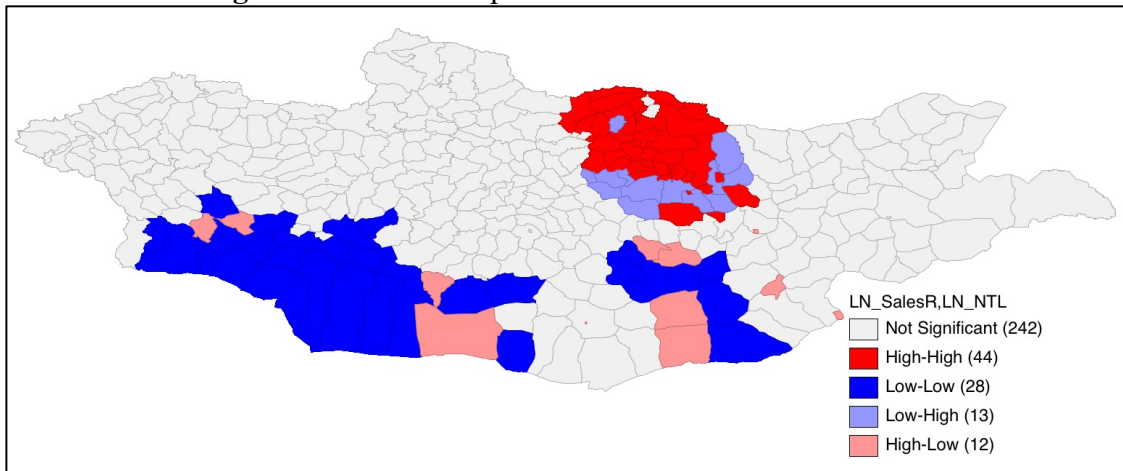 LN_SalesR,LN_NTL
Not Significant (242)
High-High (44)
Low-Low (28)
Low-High (13)
High-Low (12)